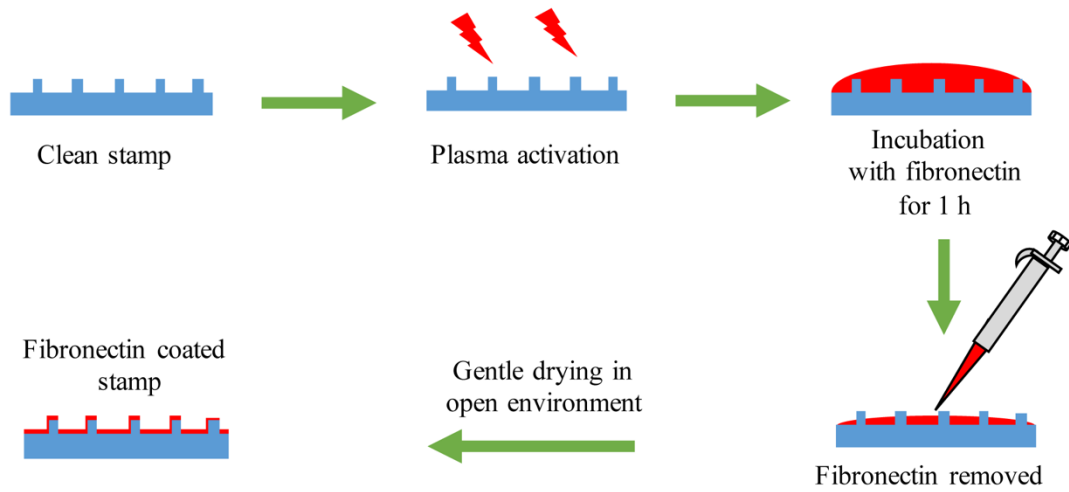 Clean stamp
Plasma activation
Incubation
with fibronectin
for 1 h
Fibronectin removed
Gentle drying in
open environment
Fibronectin coated
stamp